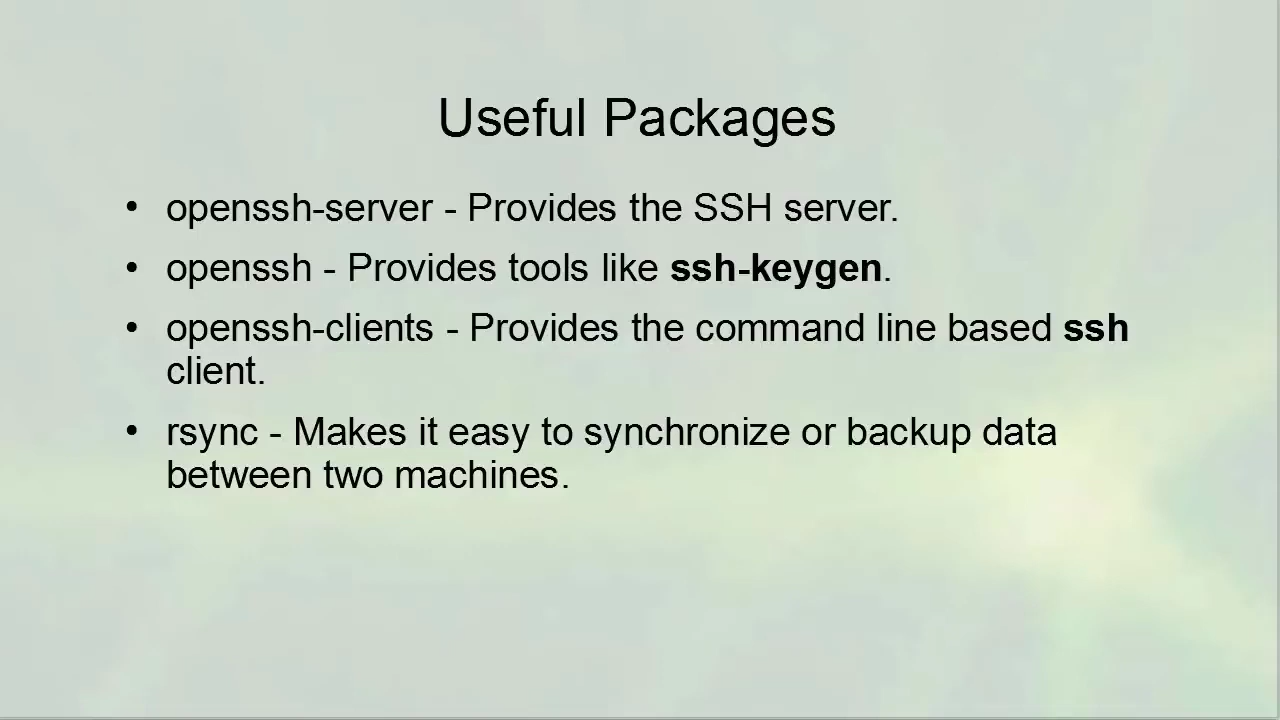 Useful Packages
• openssh-server - Provides the SSH server.
• openssh - Provides tools like ssh-keygen.
• openssh-clients - Provides the command line based ssh
client.
• rsync - Makes it easy to synchronize or backup data
between two machines.